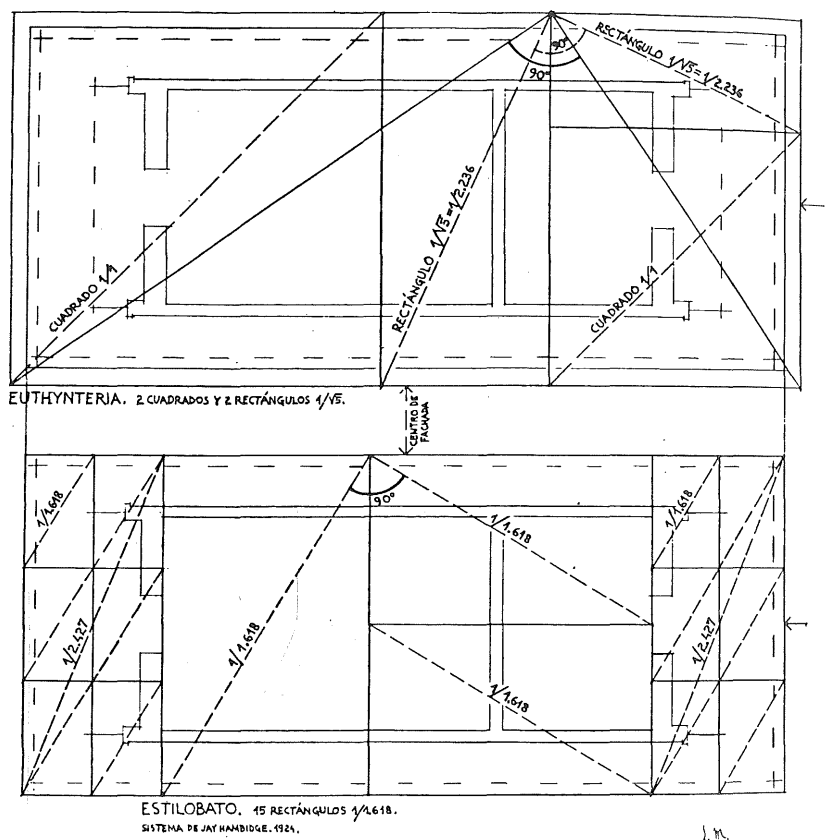 90°
90°
RECTÁNGULO 1/√5=1/2.236
CUADRADO 1/1
RECTÁNGULO 1/√5=1/2.236
CUADRADO 1/1
EUTHYNTERIA. 2 CUADRADOS Y 2 RECTÁNGULOS 1/√5.
CENTRO DE
FACHADA
1/1.618
90°
1/1.618
1/1.618
1/2.427
1/1.618
1/2.427
1/1.618
ESTILOBATO. 15 RECTÁNGULOS 1/1.618.
SISTEMA DE JAY HAMBIDGE. 1924.